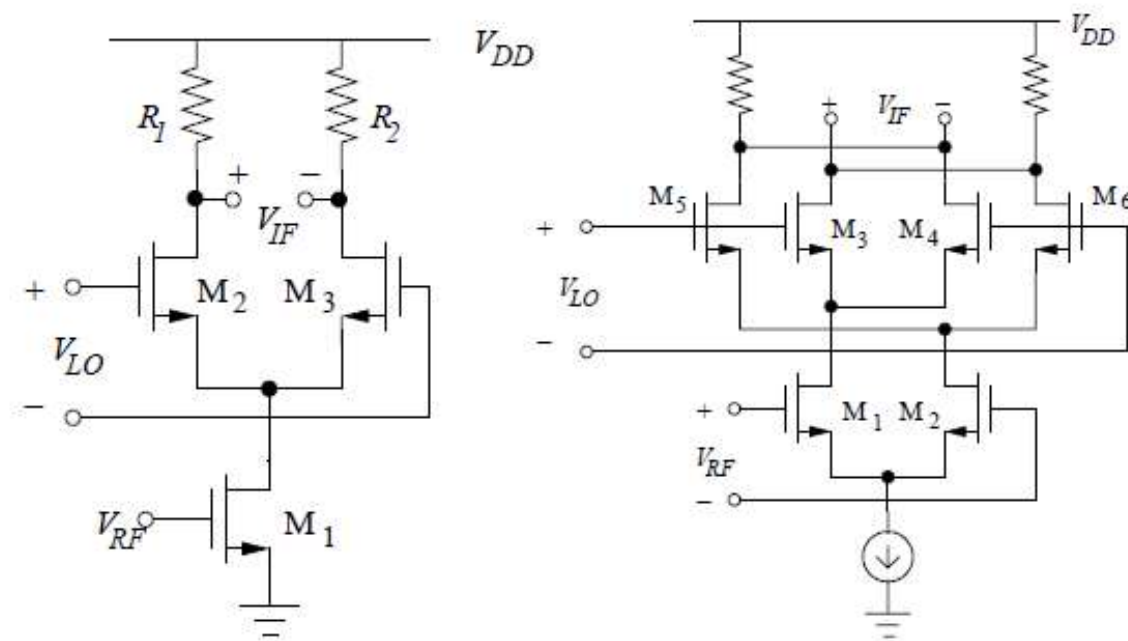 V_DD
R_1
R_2
+
−
V_IF
+
M_2
M_3
V_LO
−
V_RF
M_1
V_DD
+
V_IF
−
M_5
M_6
+
M_3
M_4
V_LO
−
+
M_1
M_2
V_RF
−